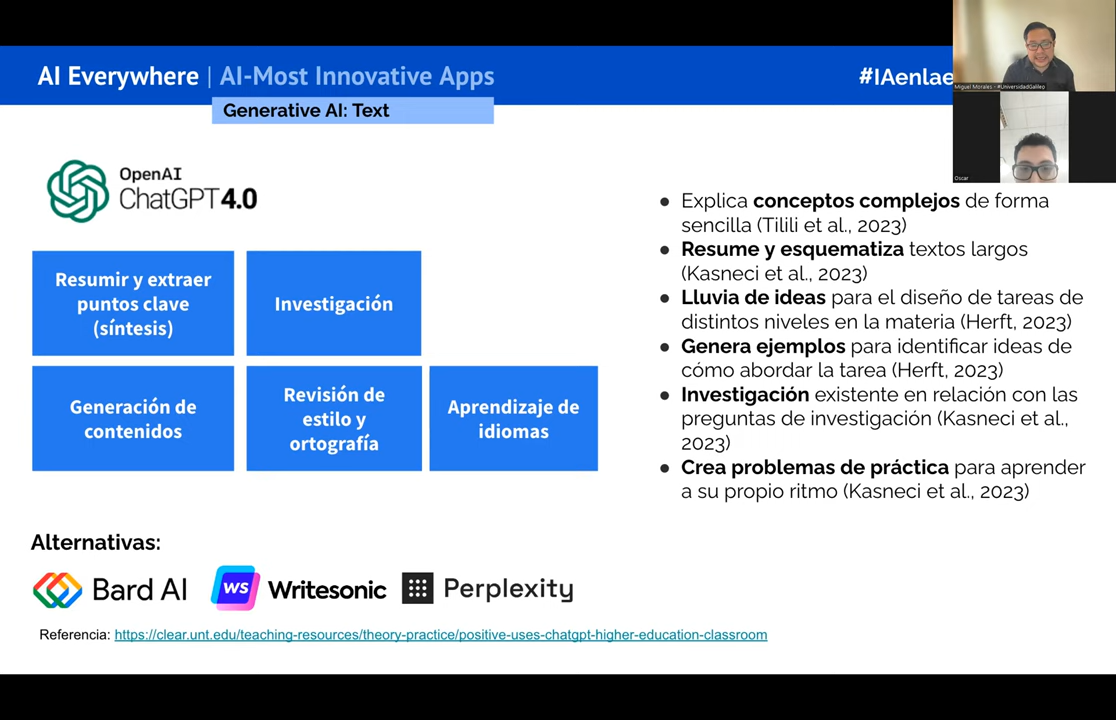 AI Everywhere | AI-Most Innovative Apps
#IAenlae
Generative AI: Text
Miguel Morales - #UniversidadGalileo
Oscar
OpenAI
ChatGPT4.0
Resumir y extraer
puntos clave
(síntesis)
Investigación
Generación de
contenidos
Revisión de
estilo y
ortografía
Aprendizaje de
idiomas
● Explica conceptos complejos de forma
sencilla (Tilili et al., 2023)
● Resume y esquematiza textos largos
(Kasneci et al., 2023)
● Lluvia de ideas para el diseño de tareas de
distintos niveles en la materia (Herft, 2023)
● Genera ejemplos para identificar ideas de
cómo abordar la tarea (Herft, 2023)
● Investigación existente en relación con las
preguntas de investigación (Kasneci et al.,
2023)
● Crea problemas de práctica para aprender
a su propio ritmo (Kasneci et al., 2023)
Alternativas:
Bard AI
WS Writesonic
Perplexity
Referencia: https://clear.unt.edu/teaching-resources/theory-practice/positive-uses-chatgpt-higher-education-classroom